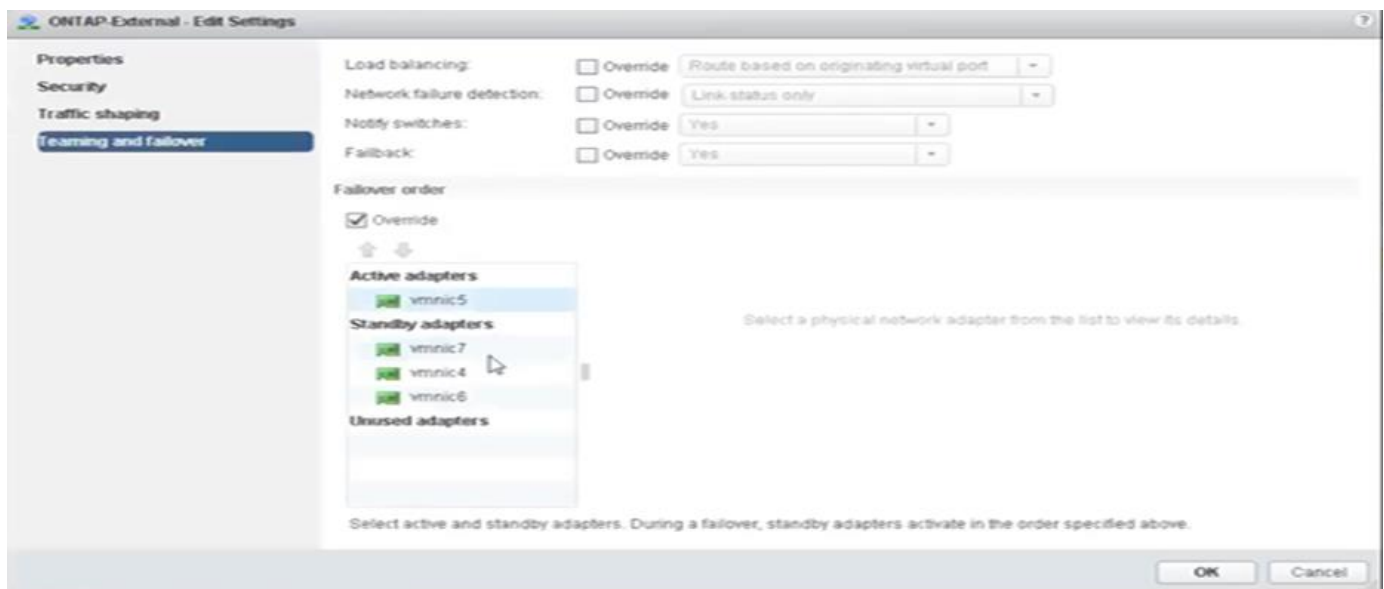 ONTAP-External - Edit Settings
?
Properties
Security
Traffic shaping
Teaming and failover
Load balancing:
Override
Route based on originating virtual port
Network failure detection:
Override
Link status only
Notify switches:
Override
Yes
Failback:
Override
Yes
Failover order
Override
Active adapters
vmnic5
Standby adapters
vmnic7
vmnic4
vmnic6
Unused adapters
Select a physical network adapter from the list to view its details.
Select active and standby adapters. During a failover, standby adapters activate in the order specified above.
OK
Cancel